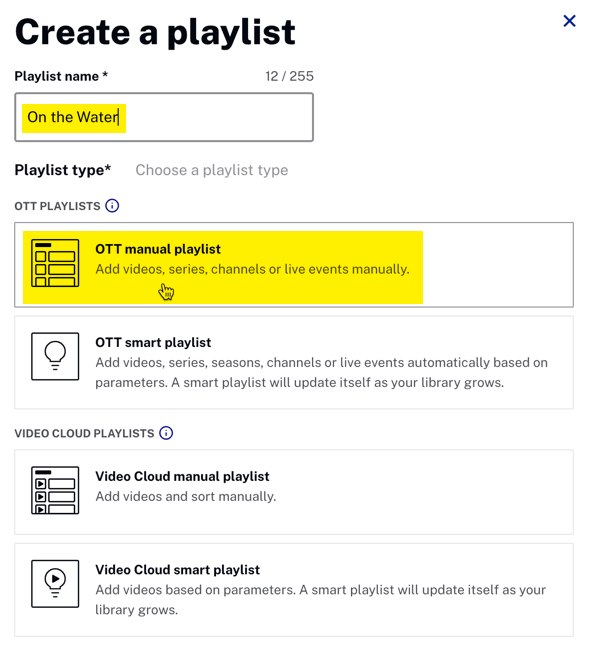 Create a playlist
Playlist name * 12 / 255
On the Water
Playlist type* Choose a playlist type
OTT PLAYLISTS
OTT manual playlist
Add videos, series, channels or live events manually.
OTT smart playlist
Add videos, series, seasons, channels or live events automatically based on
parameters. A smart playlist will update itself as your library grows.
VIDEO CLOUD PLAYLISTS
Video Cloud manual playlist
Add videos and sort manually.
Video Cloud smart playlist
Add videos based on parameters. A smart playlist will update itself as your
library grows.